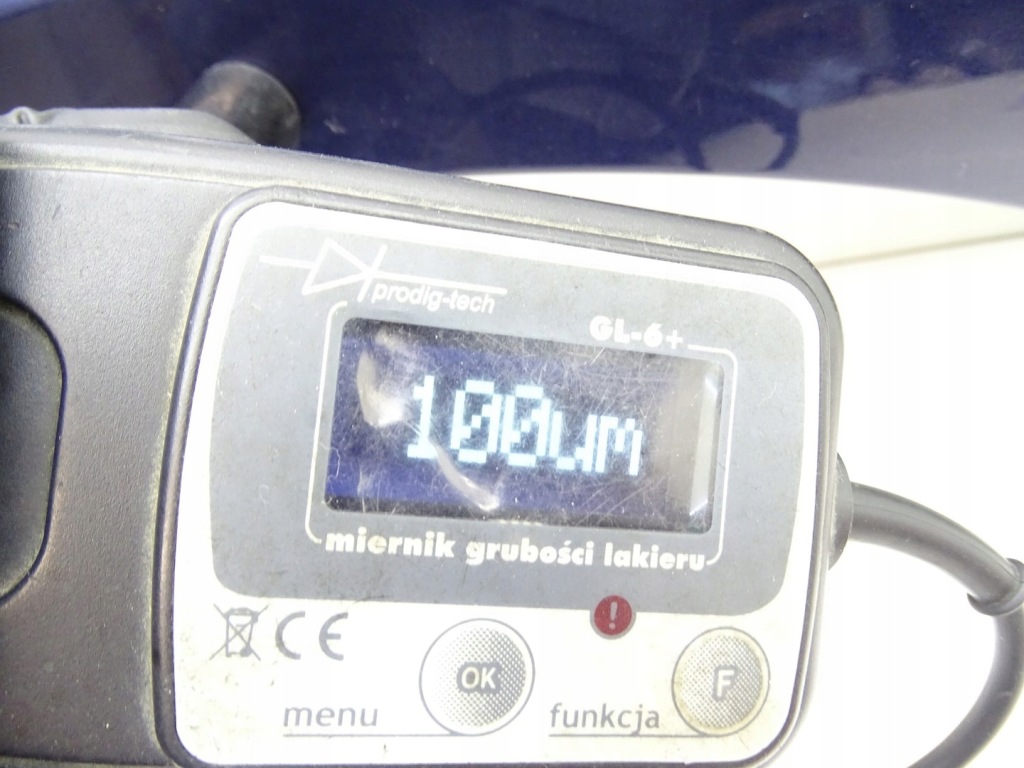 prodig-tech
GL-6+
100um
miernik grubości lakieru
!
CE
OK
F
menu
funkcja